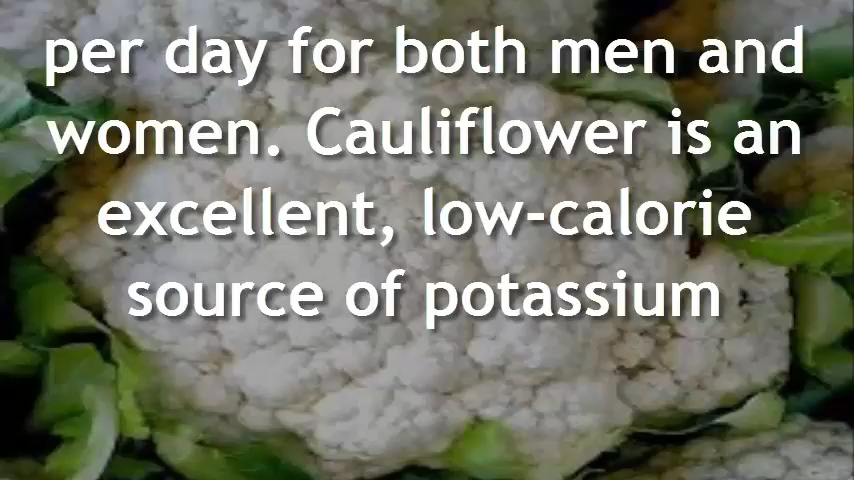 per day for both men and
women. Cauliflower is an
excellent, low-calorie
source of potassium